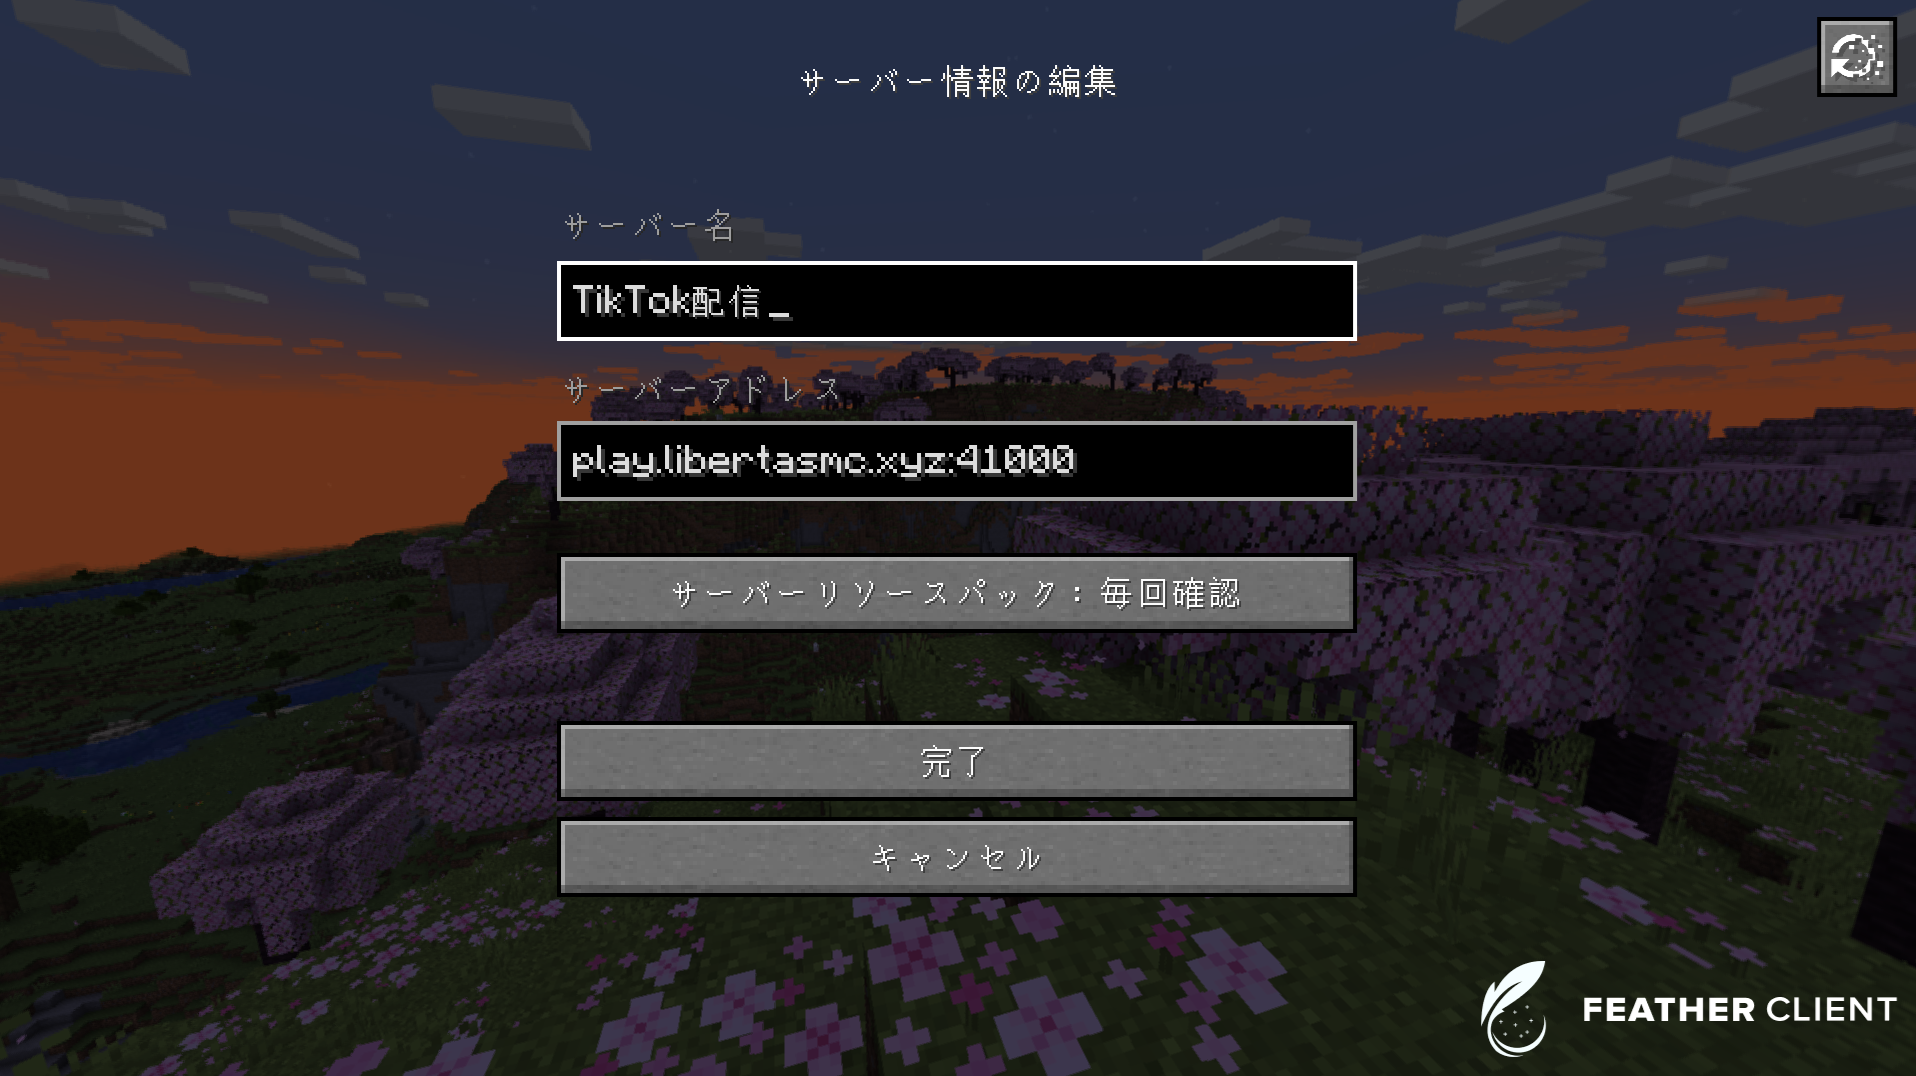 サーバー情報の編集
サーバー名
TikTok配信_
サーバーアドレス
play.libertasmc.xyz:41000
サーバーリソースパック：毎回確認
完了
キャンセル
FEATHER CLIENT